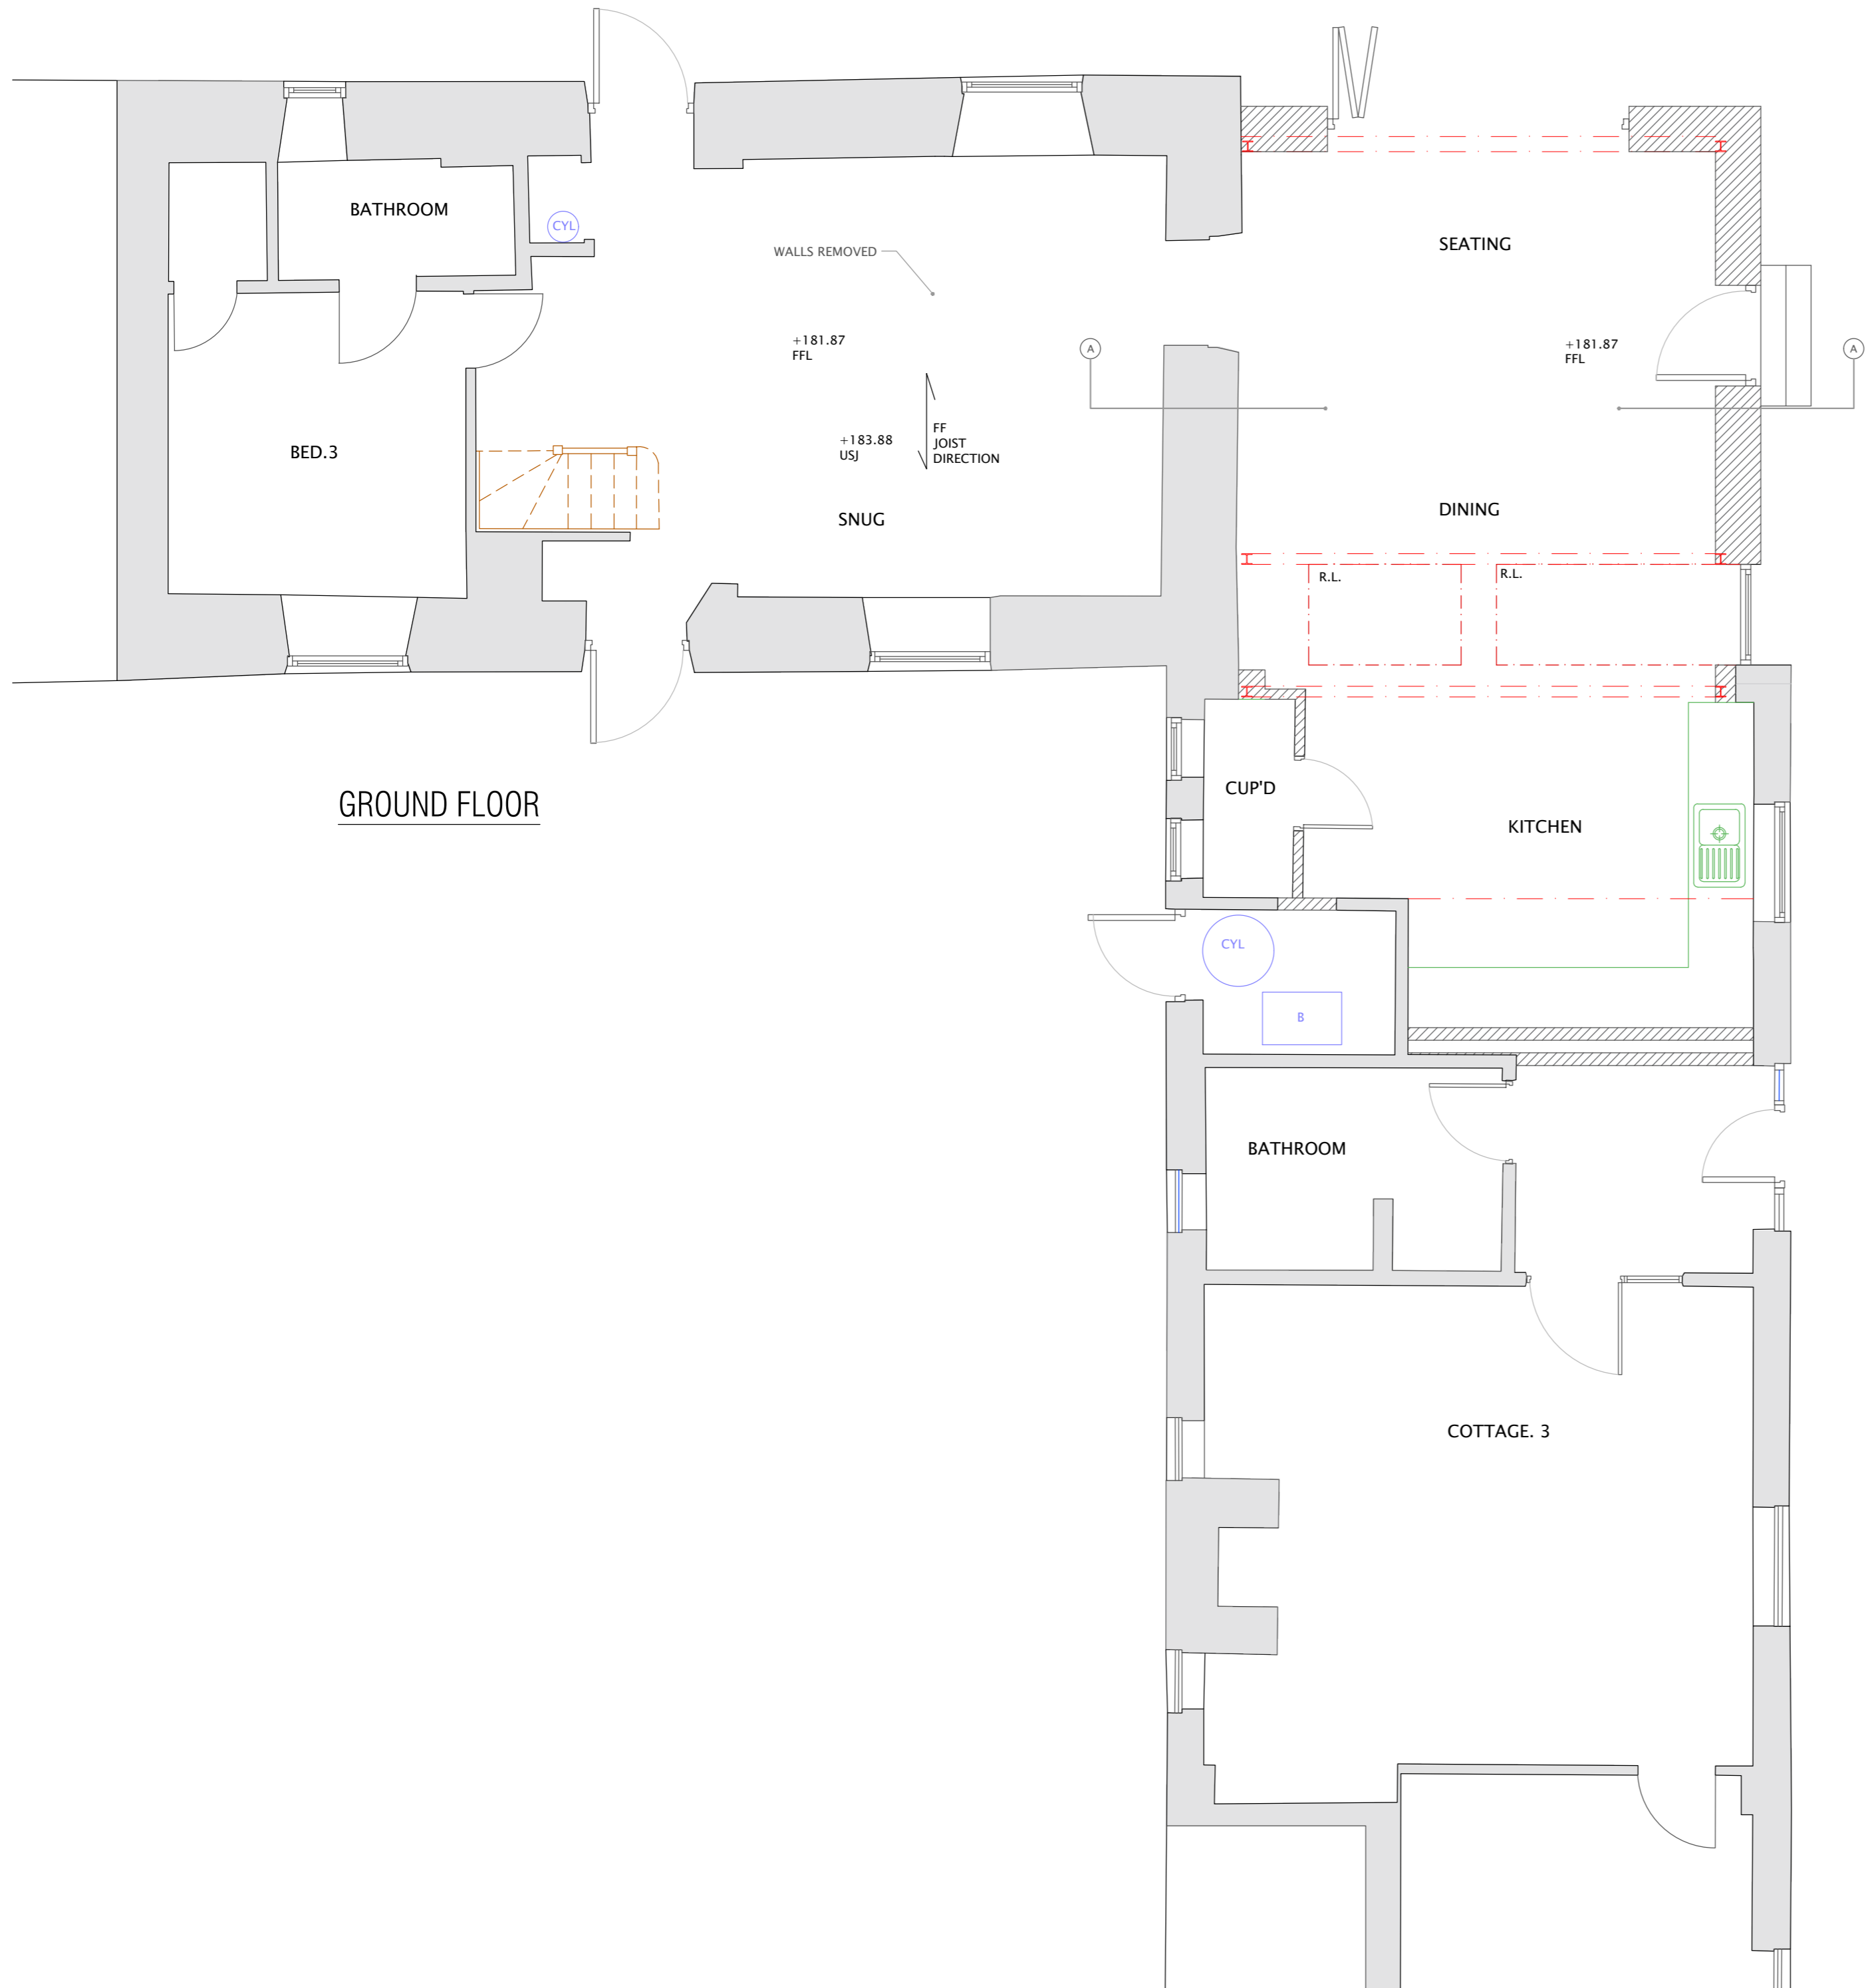 BATHROOM
CYL
WALLS REMOVED
SEATING
+181.87
FFL
A
+181.87
FFL
A
BED.3
+183.88
USJ
FF
JOIST
DIRECTION
SNUG
DINING
R.L.
R.L.
GROUND FLOOR
CUP'D
KITCHEN
CYL
B
BATHROOM
COTTAGE. 3